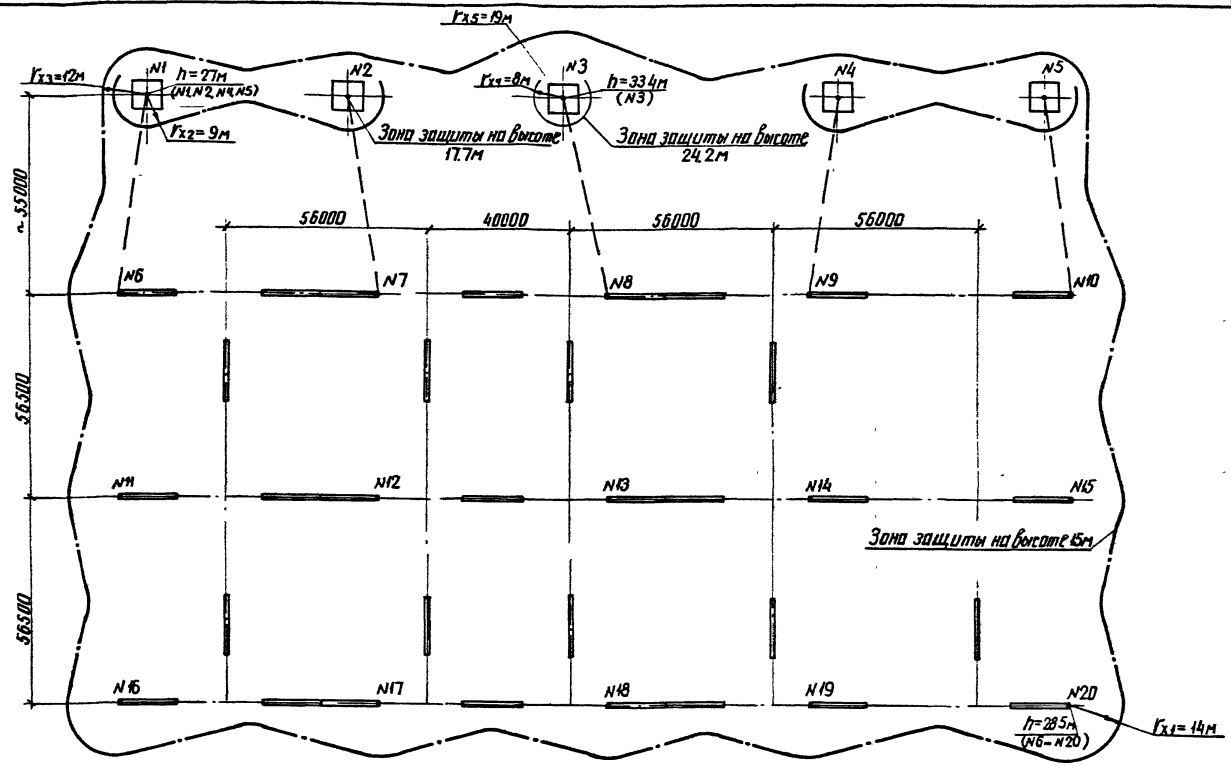 rx5=19м
N1
N2
N3
N4
N5
rx3=12м
h=27м
(N1,N2,N4,N5)
rx4=8м
h=33.4м
(N3)
rx2=9м
Зона защиты на высоте
17.7м
Зона защиты на высоте
24,2м
~55000
56000
40000
56000
56000
N6
N7
N8
N9
N10
56500
N11
N12
N13
N14
N15
Зона защиты на высоте 15м
56500
N16
N17
N18
N19
N20
h=28.5м
(N6-N20)
rx1=14м